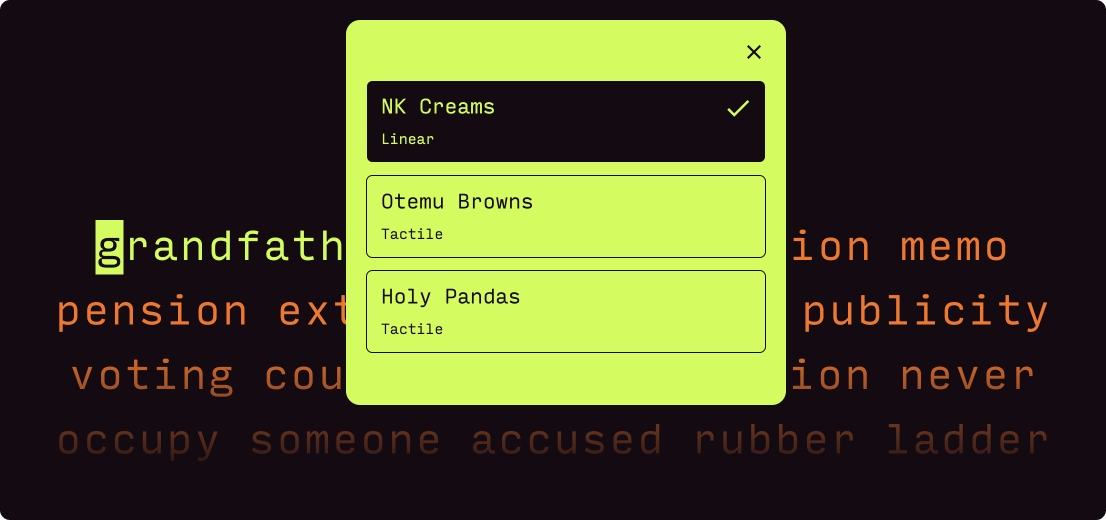 NK Creams
Linear
Otemu Browns
Tactile
Holy Pandas
Tactile
grandfath ion memo
pension ext publicity
voting cou ion never
occupy someone accused rubber ladder